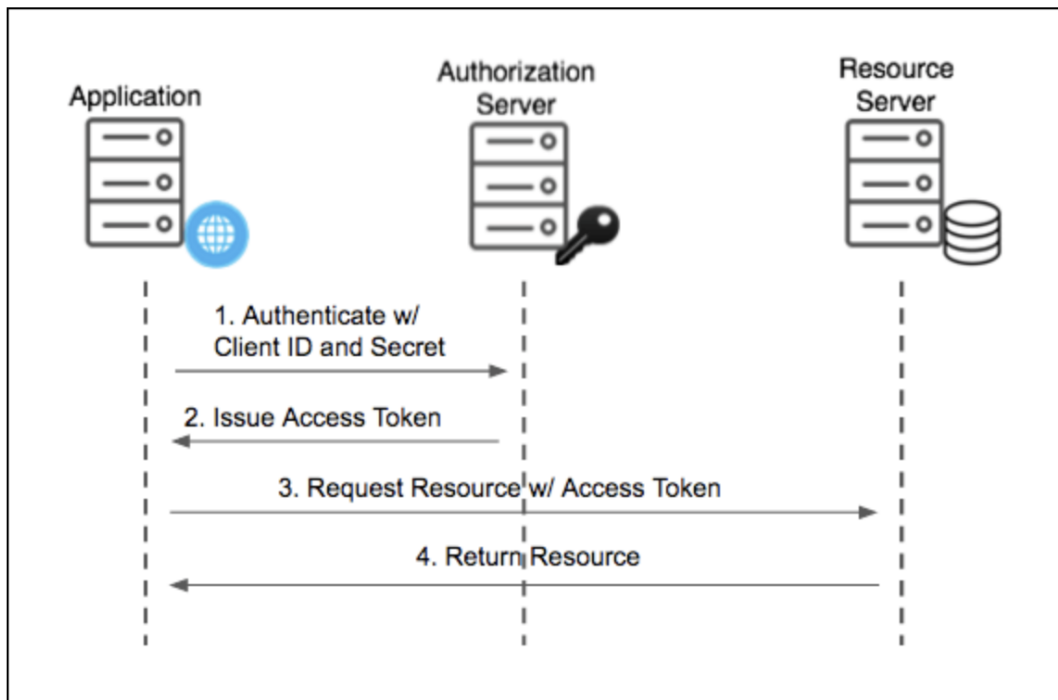 Application
Authorization
Server
Resource
Server
1. Authenticate w/
Client ID and Secret
2. Issue Access Token
3. Request Resource w/ Access Token
4. Return Resource